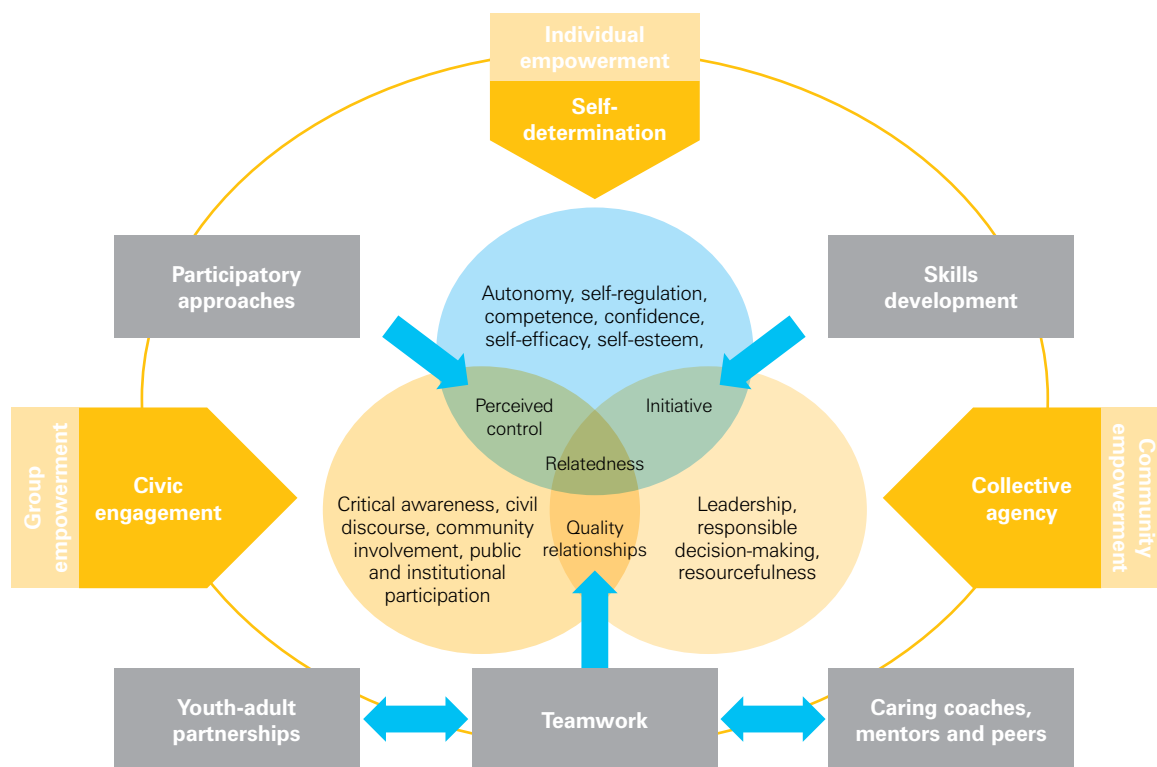 Individual
empowerment
Self-
determination
Participatory
approaches
Skills
development
Autonomy, self-regulation,
competence, confidence,
self-efficacy, self-esteem,
Perceived
control
Initiative
Relatedness
Group
empowerment
Civic
engagement
Critical awareness, civil
discourse, community
involvement, public
and institutional
participation
Quality
relationships
Leadership,
responsible
decision-making,
resourcefulness
Collective
agency
Community
empowerment
Youth-adult
partnerships
Teamwork
Caring coaches,
mentors and peers